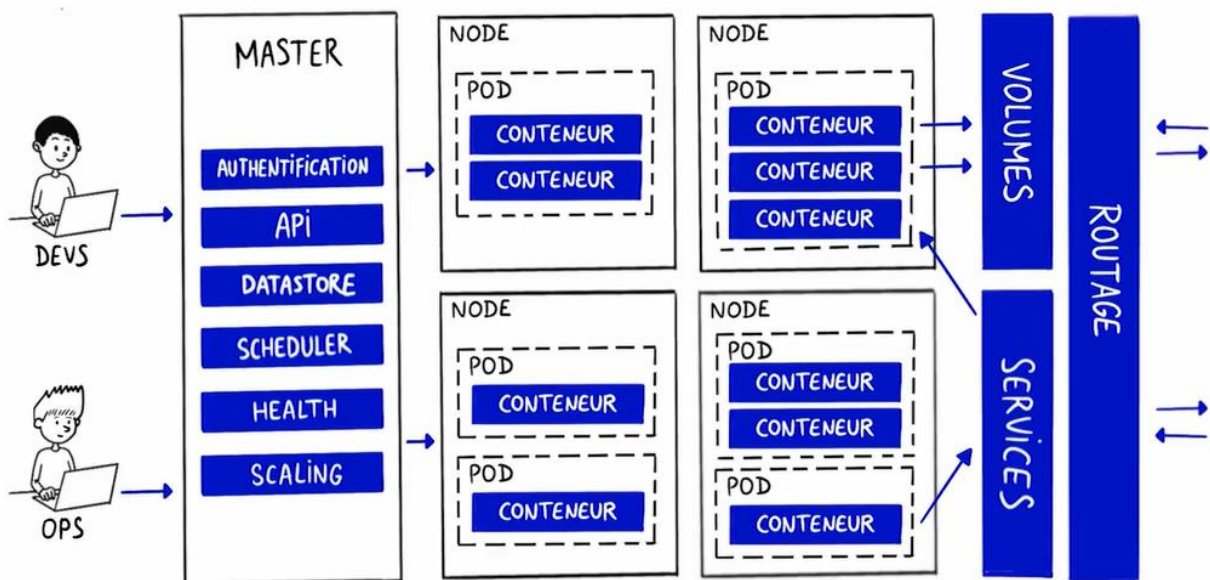 DEVS
OPS
MASTER
AUTHENTIFICATION
API
DATASTORE
SCHEDULER
HEALTH
SCALING
NODE
POD
CONTENEUR
CONTENEUR
NODE
POD
CONTENEUR
CONTENEUR
CONTENEUR
NODE
POD
CONTENEUR
POD
CONTENEUR
NODE
POD
CONTENEUR
CONTENEUR
POD
CONTENEUR
VOLUMES
SERVICES
ROUTAGE